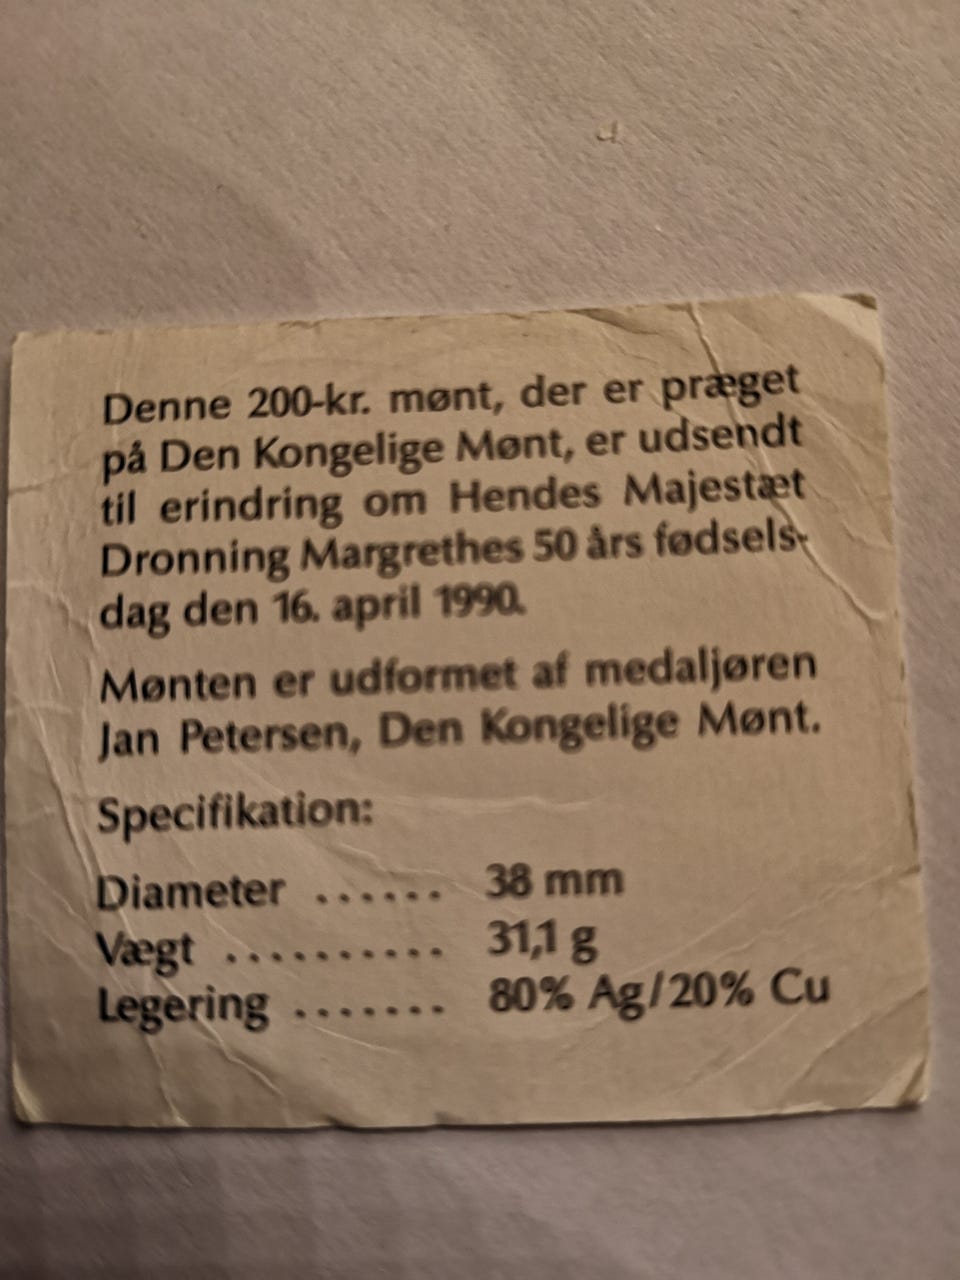 Denne 200-kr. mønt, der er præget
på Den Kongelige Mønt, er udsendt
til erindring om Hendes Majestæt
Dronning Margrethes 50 års fødsels-
dag den 16. april 1990.
Mønten er udformet af medaljøren
Jan Petersen, Den Kongelige Mønt.
Specifikation:
Diameter ...... 38 mm
Vægt .......... 31,1 g
Legering ....... 80% Ag/20% Cu